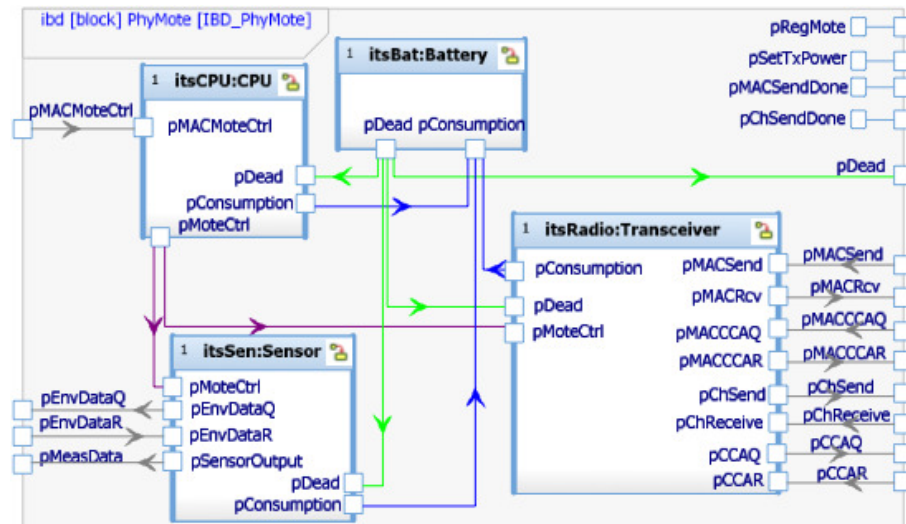 ibd [block] PhyMote [IBD_PhyMote]
pRegMote
pSetTxPower
pMACSendDone
pChSendDone
1 itsBat:Battery
pDead pConsumption
1 itsCPU:CPU
pMACMoteCtrl
pMACMoteCtrl
pDead
pConsumption
pMoteCtrl
pDead
1 itsRadio:Transceiver
pConsumption
pDead
pMoteCtrl
pMACSend
pMACRcv
pMACCCAQ
pMACCCAR
pChSend
pChReceive
pCCAQ
pCCAR
pMACSend
pMACRcv
pMACCCAQ
pMACCCAR
pChSend
pChReceive
pCCAQ
pCCAR
1 itsSen:Sensor
pMoteCtrl
pEnvDataQ
pEnvDataR
pSensorOutput
pDead
pConsumption
pEnvDataQ
pEnvDataR
pMeasData